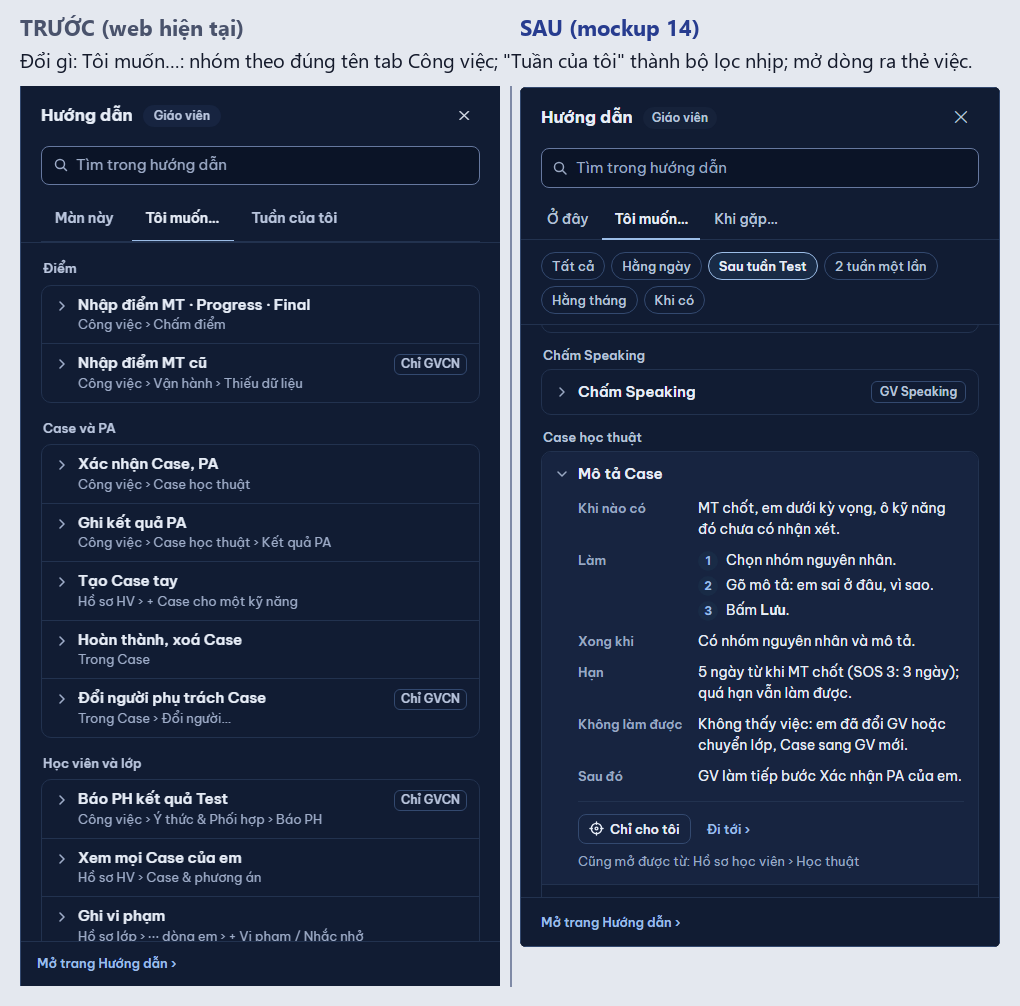 TRƯỚC (web hiện tại)
SAU (mockup 14)
Đổi gì: Tôi muốn...: nhóm theo đúng tên tab Công việc; "Tuần của tôi" thành bộ lọc nhịp; mở dòng ra thẻ việc.
Hướng dẫn
Giáo viên
Tìm trong hướng dẫn
Màn này
Tôi muốn...
Tuần của tôi
Điểm
Nhập điểm MT · Progress · Final
Công việc › Chấm điểm
Nhập điểm MT cũ
Chỉ GVCN
Công việc › Vận hành › Thiếu dữ liệu
Case và PA
Xác nhận Case, PA
Công việc › Case học thuật
Ghi kết quả PA
Công việc › Case học thuật › Kết quả PA
Tạo Case tay
Hồ sơ HV › + Case cho một kỹ năng
Hoàn thành, xoá Case
Trong Case
Đổi người phụ trách Case
Chỉ GVCN
Trong Case › Đổi người...
Học viên và lớp
Báo PH kết quả Test
Chỉ GVCN
Công việc › Ý thức & Phối hợp › Báo PH
Xem mọi Case của em
Hồ sơ HV › Case & phương án
Ghi vi phạm
Hồ sơ lớp › ··· dòng em › + Vi phạm / Nhắc nhở
Mở trang Hướng dẫn ›
Hướng dẫn
Giáo viên
Tìm trong hướng dẫn
Ở đây
Tôi muốn...
Khi gặp...
Tất cả
Hằng ngày
Sau tuần Test
2 tuần một lần
Hằng tháng
Khi có
Chấm Speaking
Chấm Speaking
GV Speaking
Case học thuật
Mô tả Case
Khi nào có
MT chốt, em dưới kỳ vọng, ô kỹ năng
đó chưa có nhận xét.
Làm
1 Chọn nhóm nguyên nhân.
2 Gõ mô tả: em sai ở đâu, vì sao.
3 Bấm Lưu.
Xong khi
Có nhóm nguyên nhân và mô tả.
Hạn
5 ngày từ khi MT chốt (SOS 3: 3 ngày);
quá hạn vẫn làm được.
Không làm được
Không thấy việc: em đã đổi GV hoặc
chuyển lớp, Case sang GV mới.
Sau đó
GV làm tiếp bước Xác nhận PA của em.
Chỉ cho tôi
Đi tới ›
Cũng mở được từ: Hồ sơ học viên › Học thuật
Mở trang Hướng dẫn ›